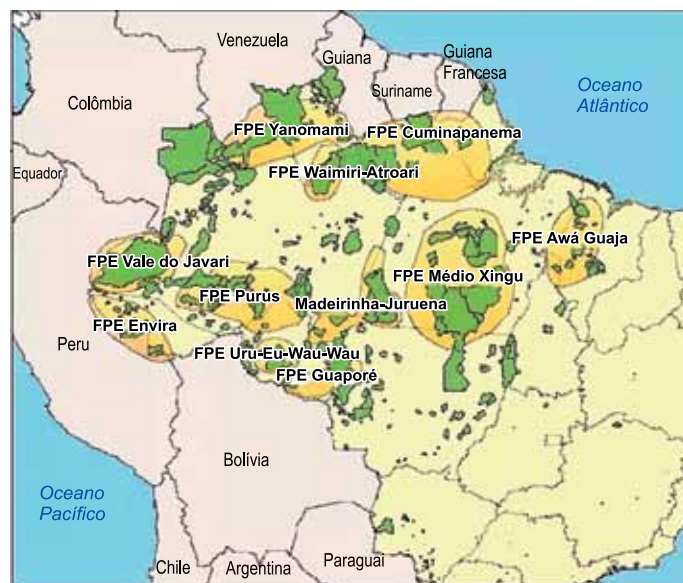 Venezuela
Guiana
Guiana
Francesa
Suriname
Oceano
Atlântico
Colômbia
FPE Yanomami
FPE Cuminapanema
FPE Waimiri-Atroari
Equador
FPE Awá Guaja
FPE Vale do Javari
FPE Médio Xingu
FPE Purus
Madeirinha-Juruena
FPE Envira
Peru
FPE Uru-Eu-Wau-Wau
FPE Guaporé
Bolívia
Oceano
Pacífico
Paraguai
Chile
Argentina